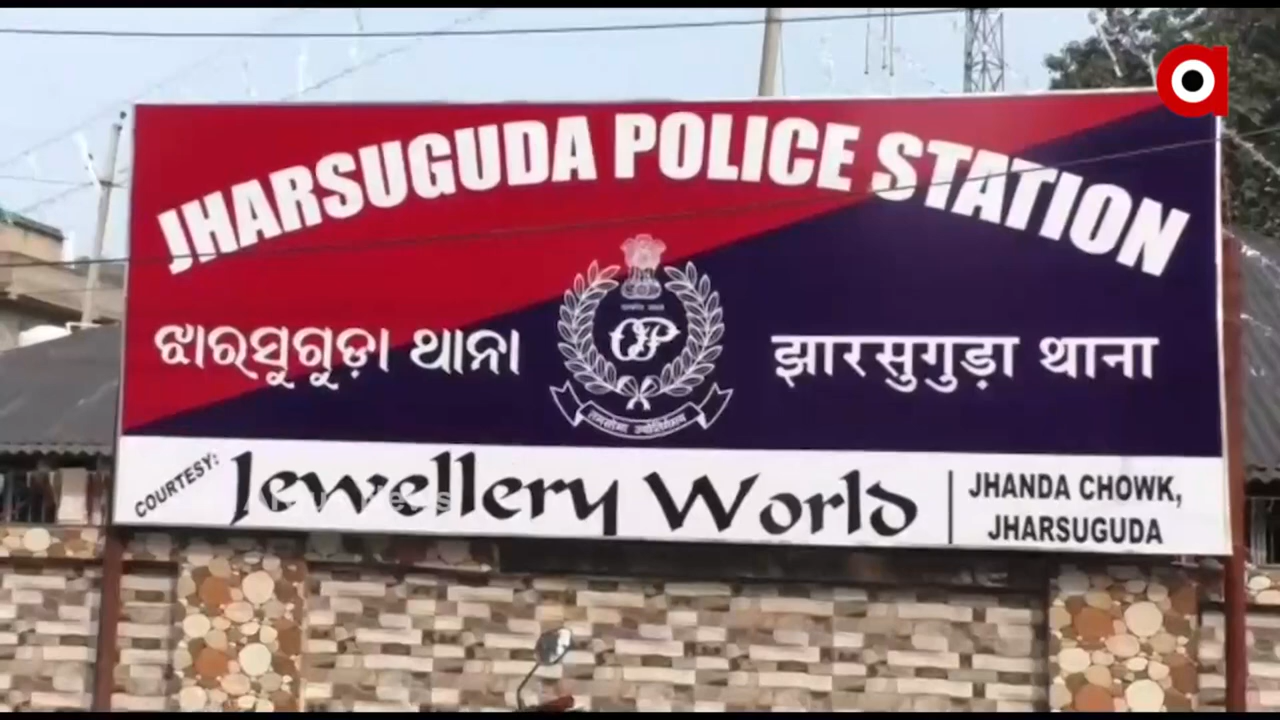 JHARSUGUDA POLICE STATION
ଝାରସୁଗୁଡ଼ା ଥାନା
OP
झारसुगुड़ा थाना
COURTESY:
Jewellery World
JHANDA CHOWK,
JHARSUGUDA